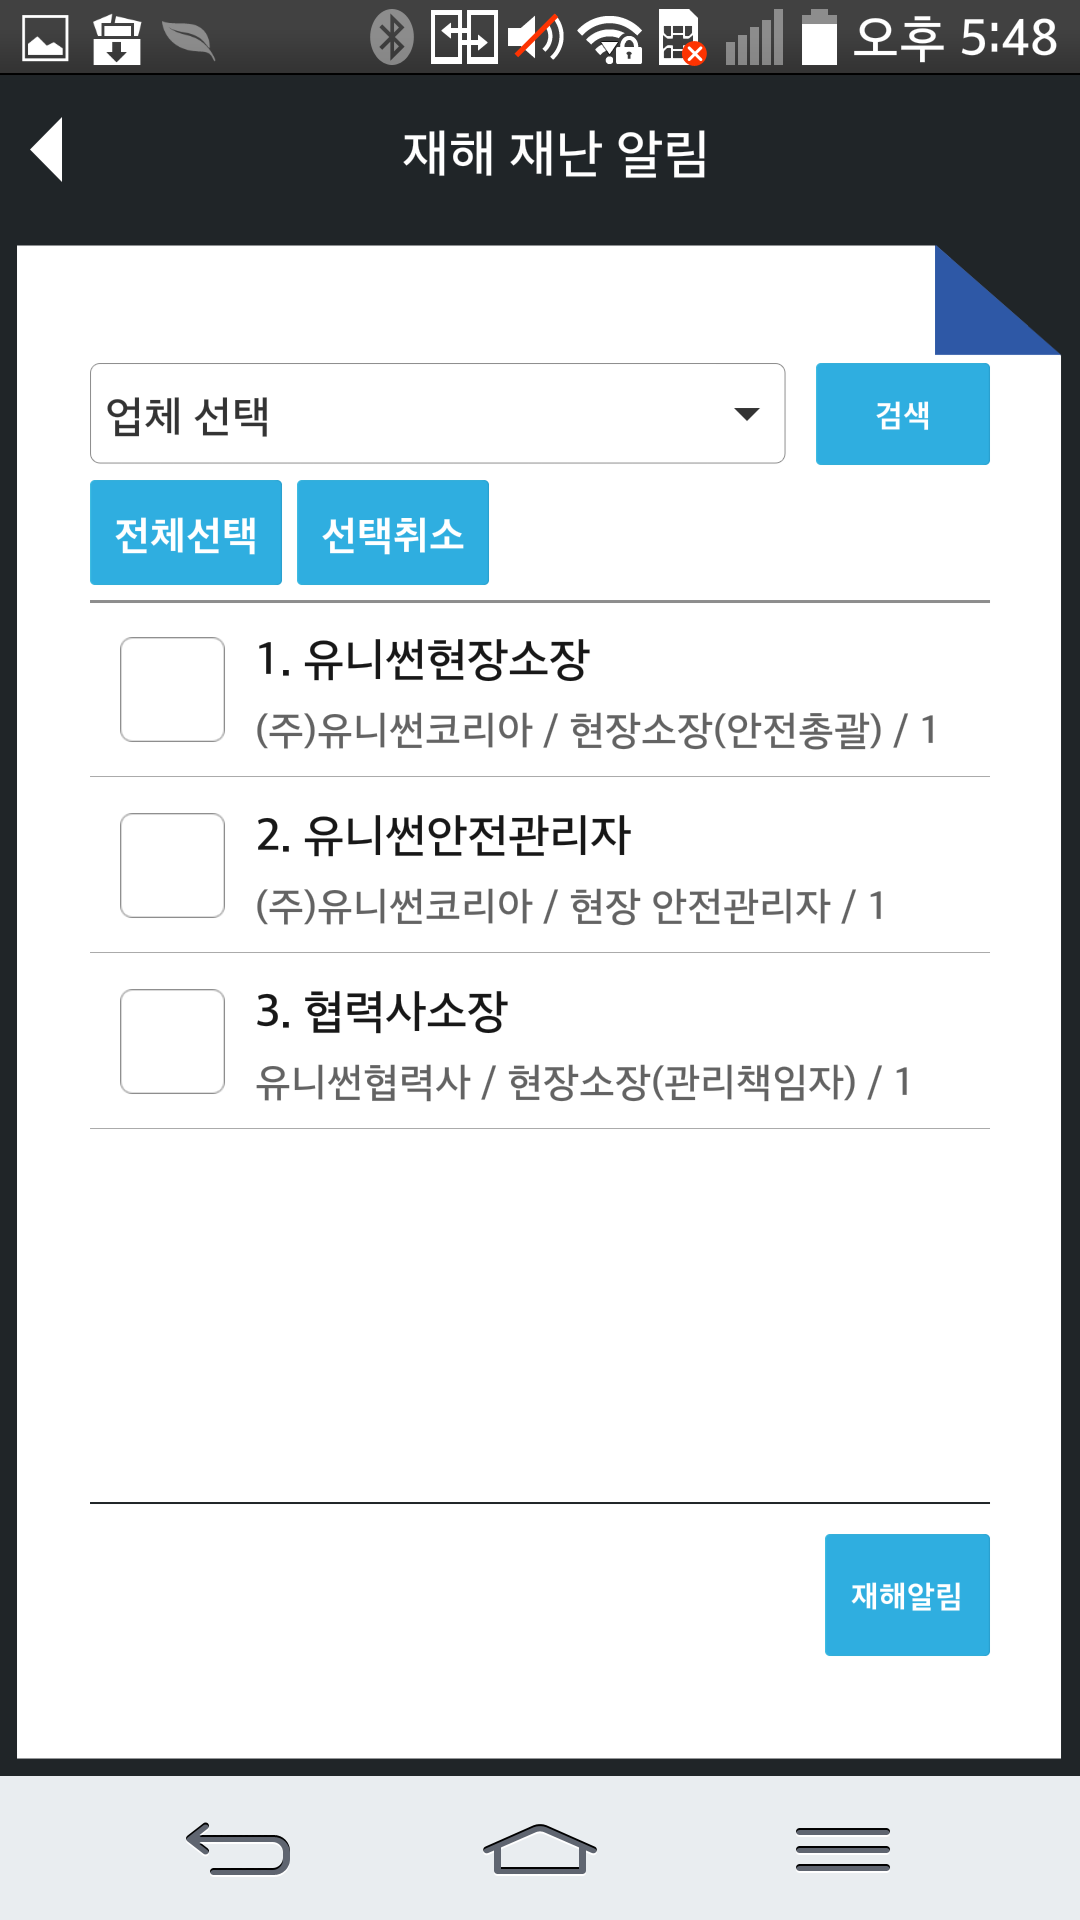 오후 5:48
재해 재난 알림
업체 선택
검색
전체선택 선택취소
1. 유니썬현장소장
(주)유니썬코리아 / 현장소장(안전총괄) / 1
2. 유니썬안전관리자
(주)유니썬코리아 / 현장 안전관리자 / 1
3. 협력사소장
유니썬협력사 / 현장소장(관리책임자) / 1
재해알림